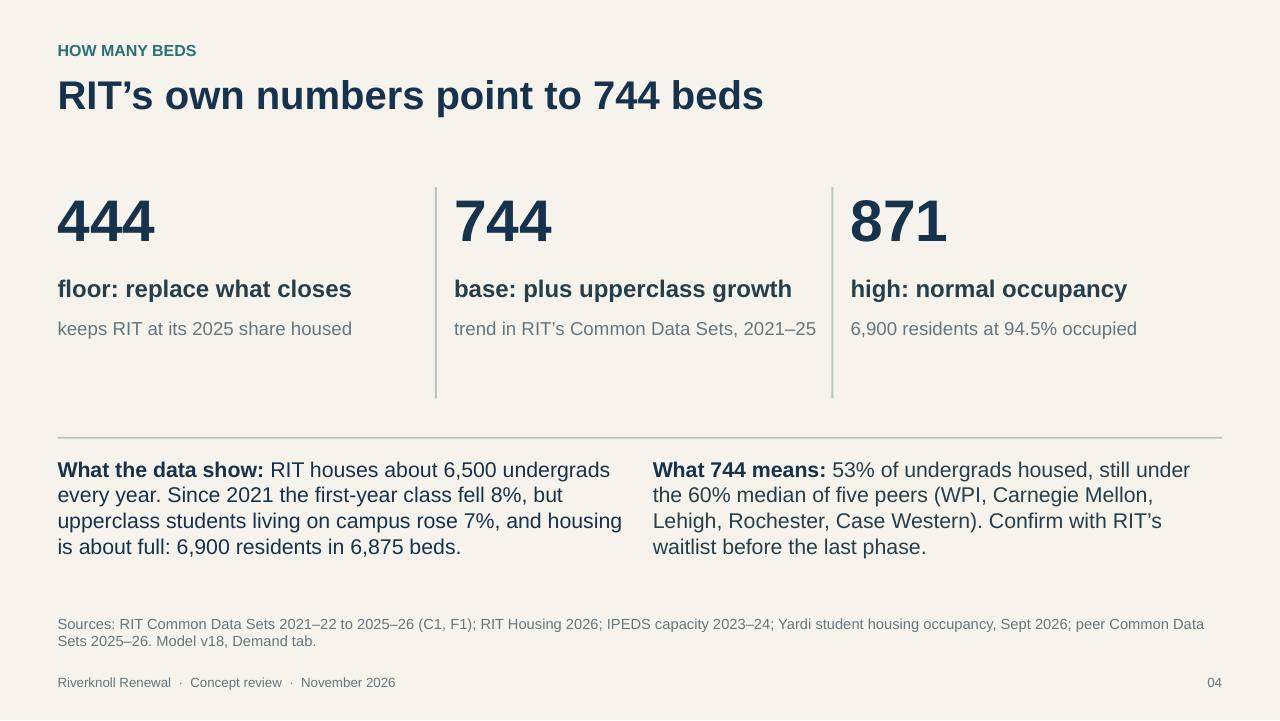 HOW MANY BEDS
RIT’s own numbers point to 744 beds
444
floor: replace what closes
keeps RIT at its 2025 share housed
744
base: plus upperclass growth
trend in RIT’s Common Data Sets, 2021–25
871
high: normal occupancy
6,900 residents at 94.5% occupied
What the data show: RIT houses about 6,500 undergrads
every year. Since 2021 the first-year class fell 8%, but
upperclass students living on campus rose 7%, and housing
is about full: 6,900 residents in 6,875 beds.
What 744 means: 53% of undergrads housed, still under
the 60% median of five peers (WPI, Carnegie Mellon,
Lehigh, Rochester, Case Western). Confirm with RIT’s
waitlist before the last phase.
Sources: RIT Common Data Sets 2021–22 to 2025–26 (C1, F1); RIT Housing 2026; IPEDS capacity 2023–24; Yardi student housing occupancy, Sept 2026; peer Common Data
Sets 2025–26. Model v18, Demand tab.
Riverknoll Renewal · Concept review · November 2026
04